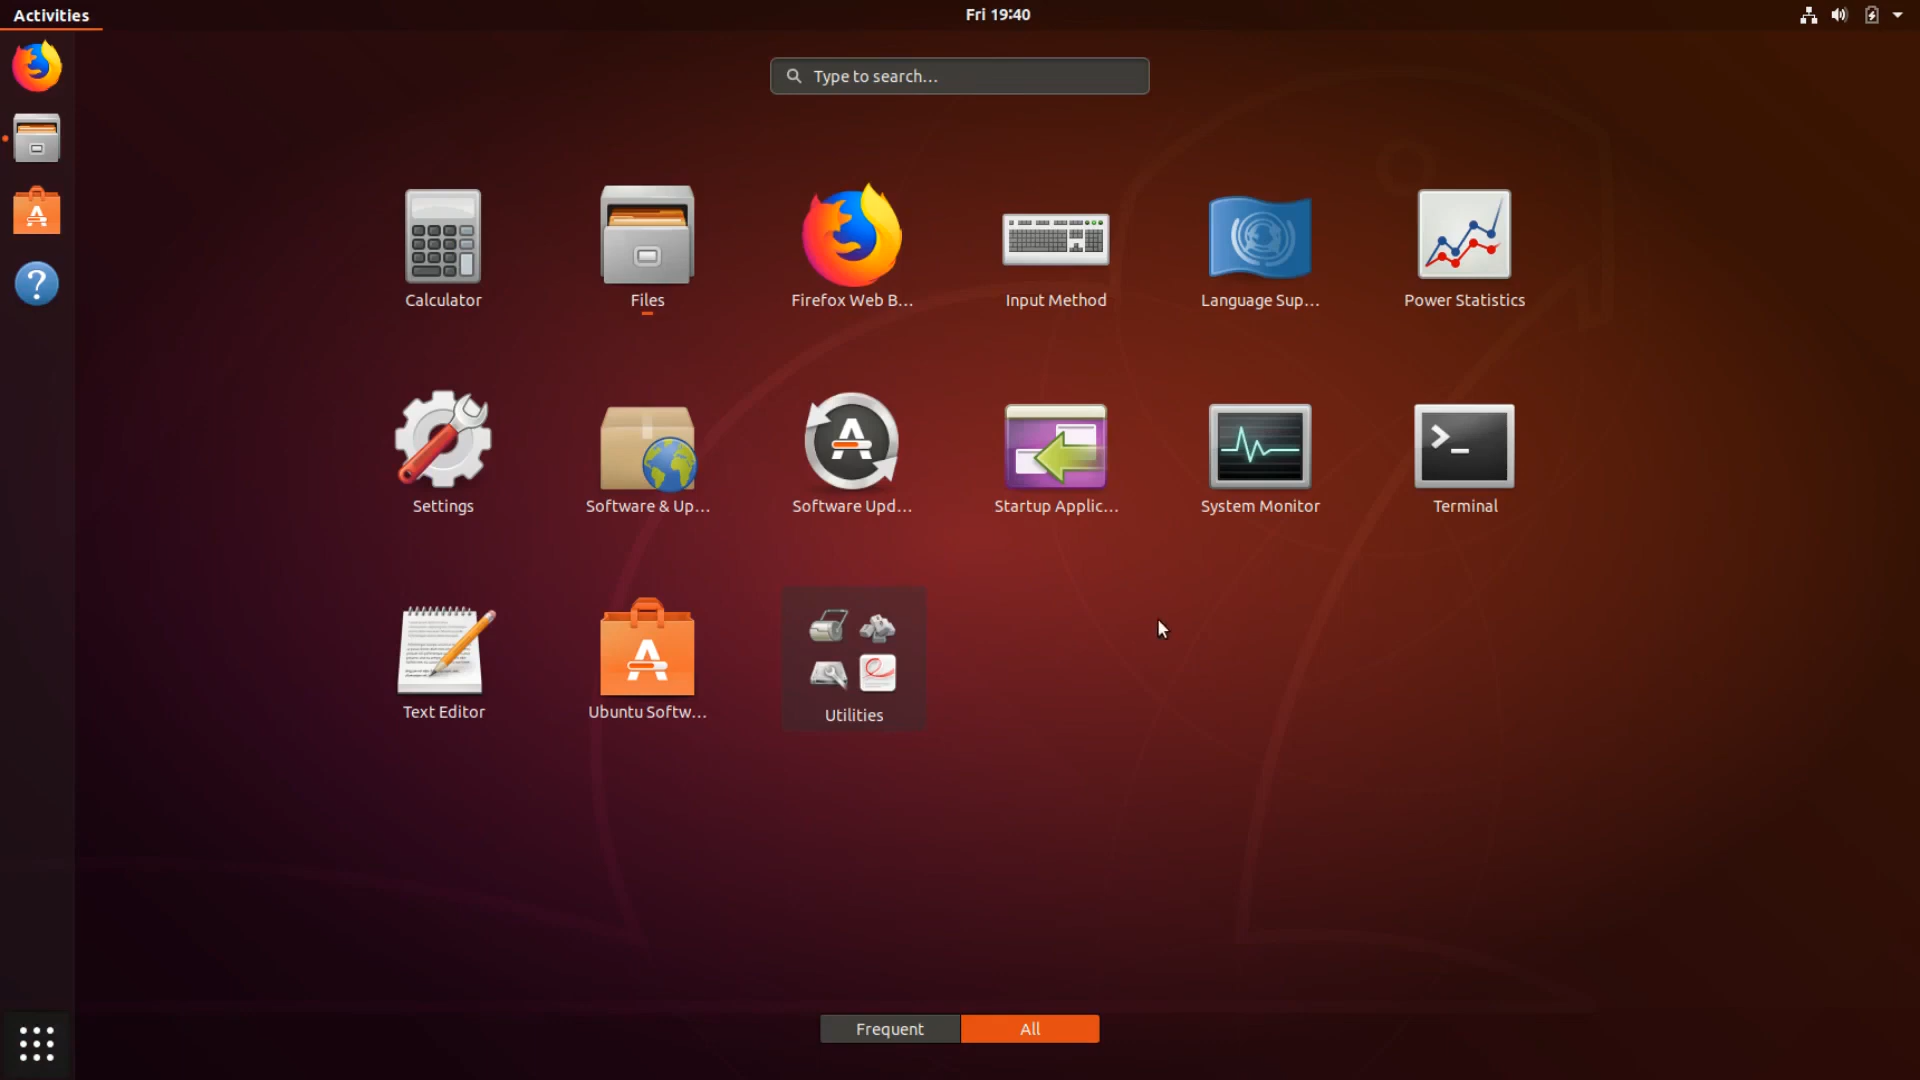 Activities
Fri 19:40
Type to search...
Calculator
Files
Firefox Web B...
Input Method
Language Sup...
Power Statistics
Settings
Software & Up...
Software Upd...
Startup Applic...
System Monitor
Terminal
Text Editor
Ubuntu Softw...
Utilities
Frequent
All